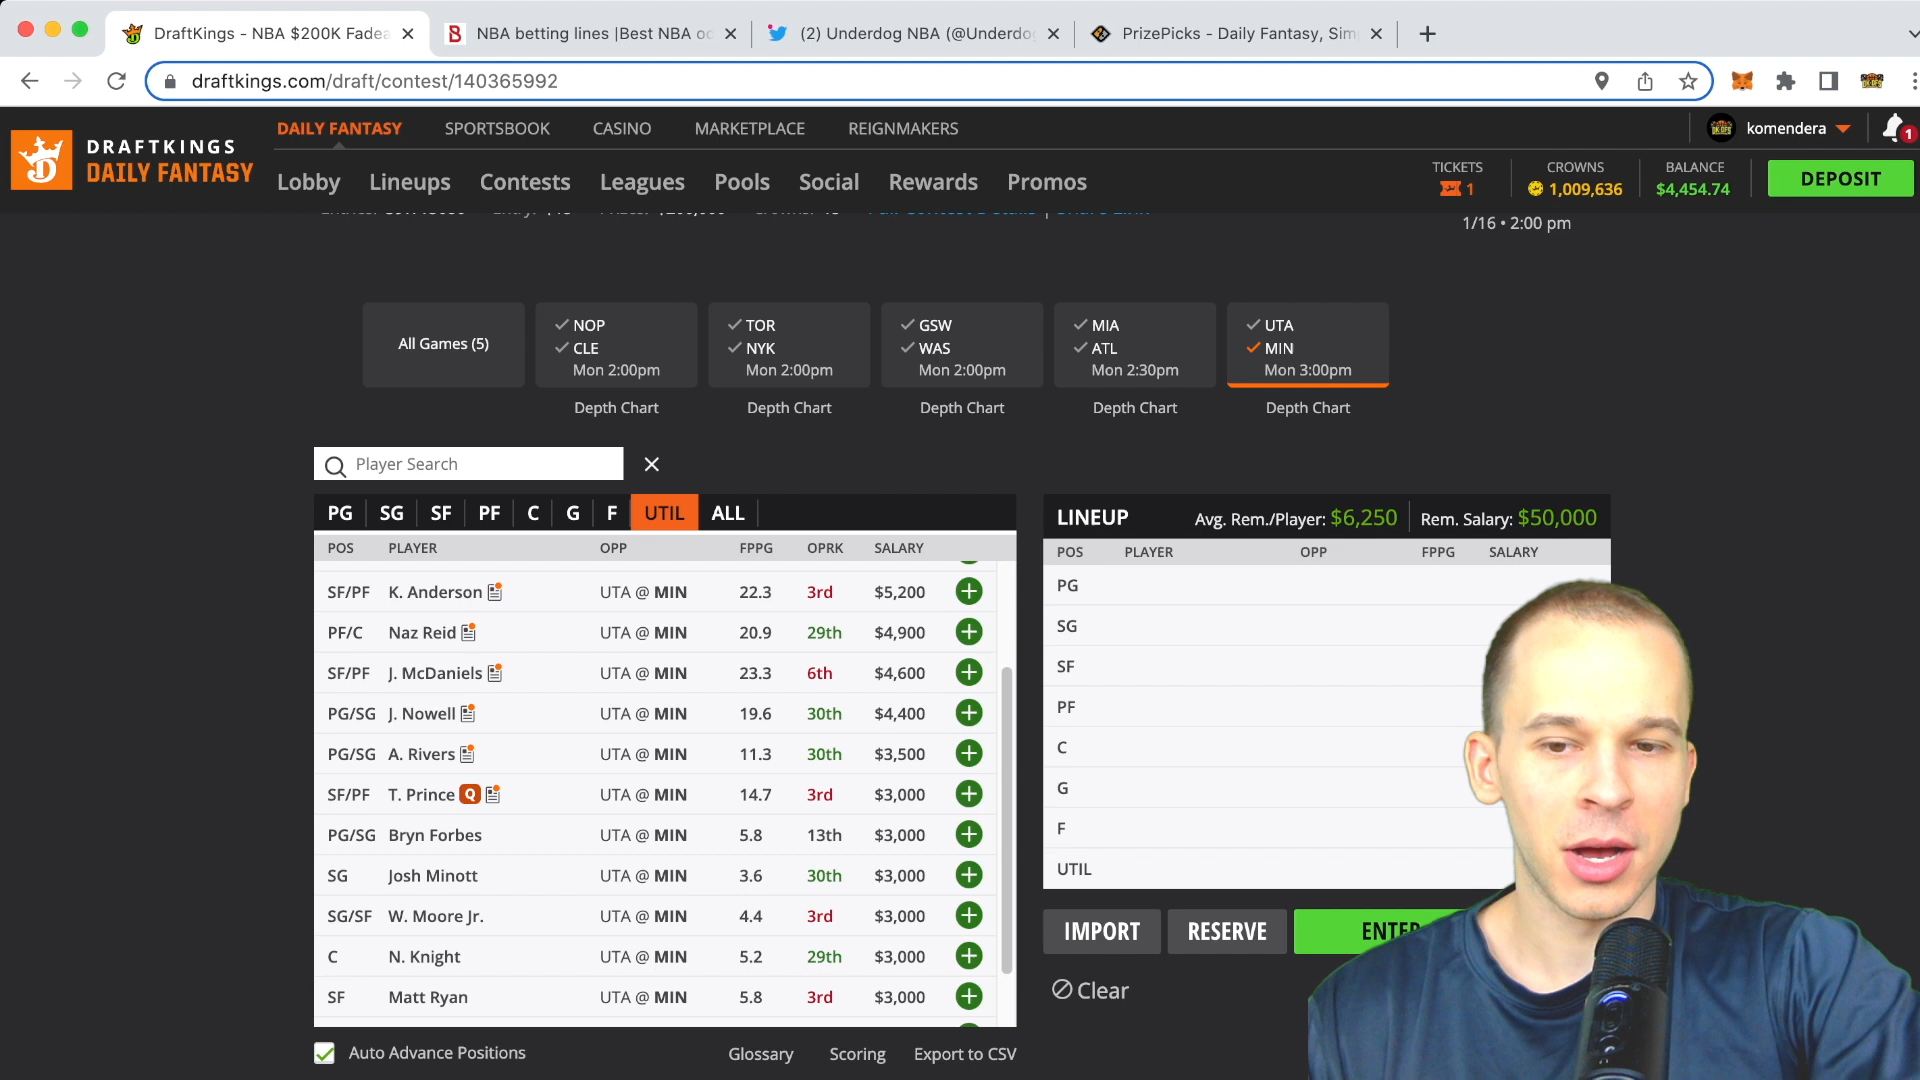 DraftKings - NBA $200K Fadea
NBA betting lines |Best NBA o
(2) Underdog NBA (@Underdo
PrizePicks - Daily Fantasy, Sim
draftkings.com/draft/contest/140365992
DRAFTKINGS
DAILY FANTASY
DAILY FANTASY SPORTSBOOK CASINO MARKETPLACE REIGNMAKERS
komendera
1
Lobby Lineups Contests Leagues Pools Social Rewards Promos
TICKETS
1
CROWNS
1,009,636
BALANCE
$4,454.74
DEPOSIT
1/16 • 2:00 pm
All Games (5)
NOP
CLE
Mon 2:00pm
Depth Chart
TOR
NYK
Mon 2:00pm
Depth Chart
GSW
WAS
Mon 2:00pm
Depth Chart
MIA
ATL
Mon 2:30pm
Depth Chart
UTA
MIN
Mon 3:00pm
Depth Chart
Player Search
PG SG SF PF C G F UTIL ALL
POS PLAYER OPP FPPG OPRK SALARY
SF/PF K. Anderson UTA @ MIN 22.3 3rd $5,200
PF/C Naz Reid UTA @ MIN 20.9 29th $4,900
SF/PF J. McDaniels UTA @ MIN 23.3 6th $4,600
PG/SG J. Nowell UTA @ MIN 19.6 30th $4,400
PG/SG A. Rivers UTA @ MIN 11.3 30th $3,500
SF/PF T. Prince Q UTA @ MIN 14.7 3rd $3,000
PG/SG Bryn Forbes UTA @ MIN 5.8 13th $3,000
SG Josh Minott UTA @ MIN 3.6 30th $3,000
SG/SF W. Moore Jr. UTA @ MIN 4.4 3rd $3,000
C N. Knight UTA @ MIN 5.2 29th $3,000
SF Matt Ryan UTA @ MIN 5.8 3rd $3,000
Auto Advance Positions
Glossary Scoring Export to CSV
LINEUP Avg. Rem./Player: $6,250 Rem. Salary: $50,000
POS PLAYER OPP FPPG SALARY
PG
SG
SF
PF
C
G
F
UTIL
IMPORT RESERVE ENTER
Clear